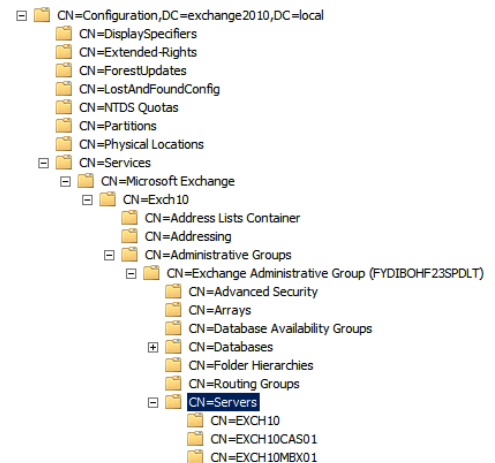 CN=Configuration,DC=exchange2010,DC=local
CN=DisplaySpecifiers
CN=Extended-Rights
CN=ForestUpdates
CN=LostAndFoundConfig
CN=NTDS Quotas
CN=Partitions
CN=Physical Locations
CN=Services
CN=Microsoft Exchange
CN=Exch10
CN=Address Lists Container
CN=Addressing
CN=Administrative Groups
CN=Exchange Administrative Group (FYDIBOHF23SPDLT)
CN=Advanced Security
CN=Arrays
CN=Database Availability Groups
CN=Databases
CN=Folder Hierarchies
CN=Routing Groups
CN=Servers
CN=EXCH10
CN=EXCH10CAS01
CN=EXCH10MBX01